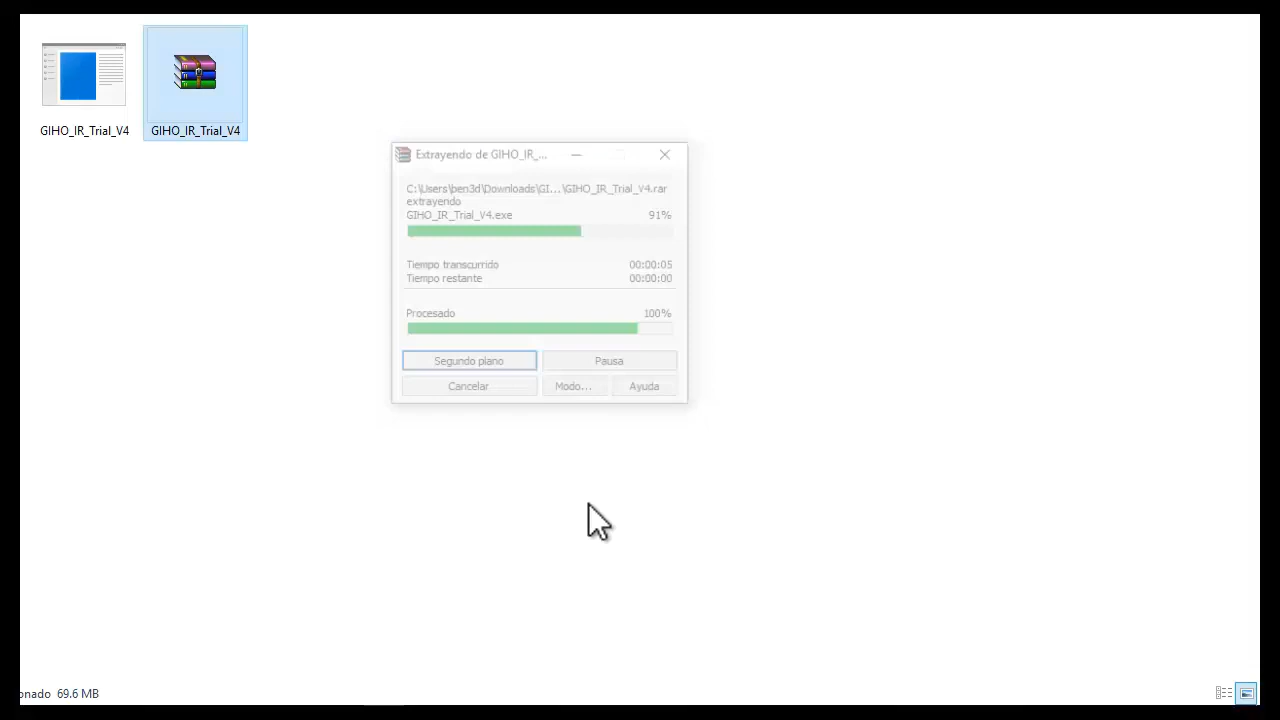 GIHO_IR_Trial_V4
GIHO_IR_Trial_V4
Extrayendo de GIHO_IR_...
C:\Users\pen3d\Downloads\GI...\GIHO_IR_Trial_V4.rar
extrayendo
GIHO_IR_Trial_V4.exe 91%
Tiempo transcurrido 00:00:05
Tiempo restante 00:00:00
Procesado 100%
Segundo plano Pausa
Cancelar Modo... Ayuda
onado 69.6 MB